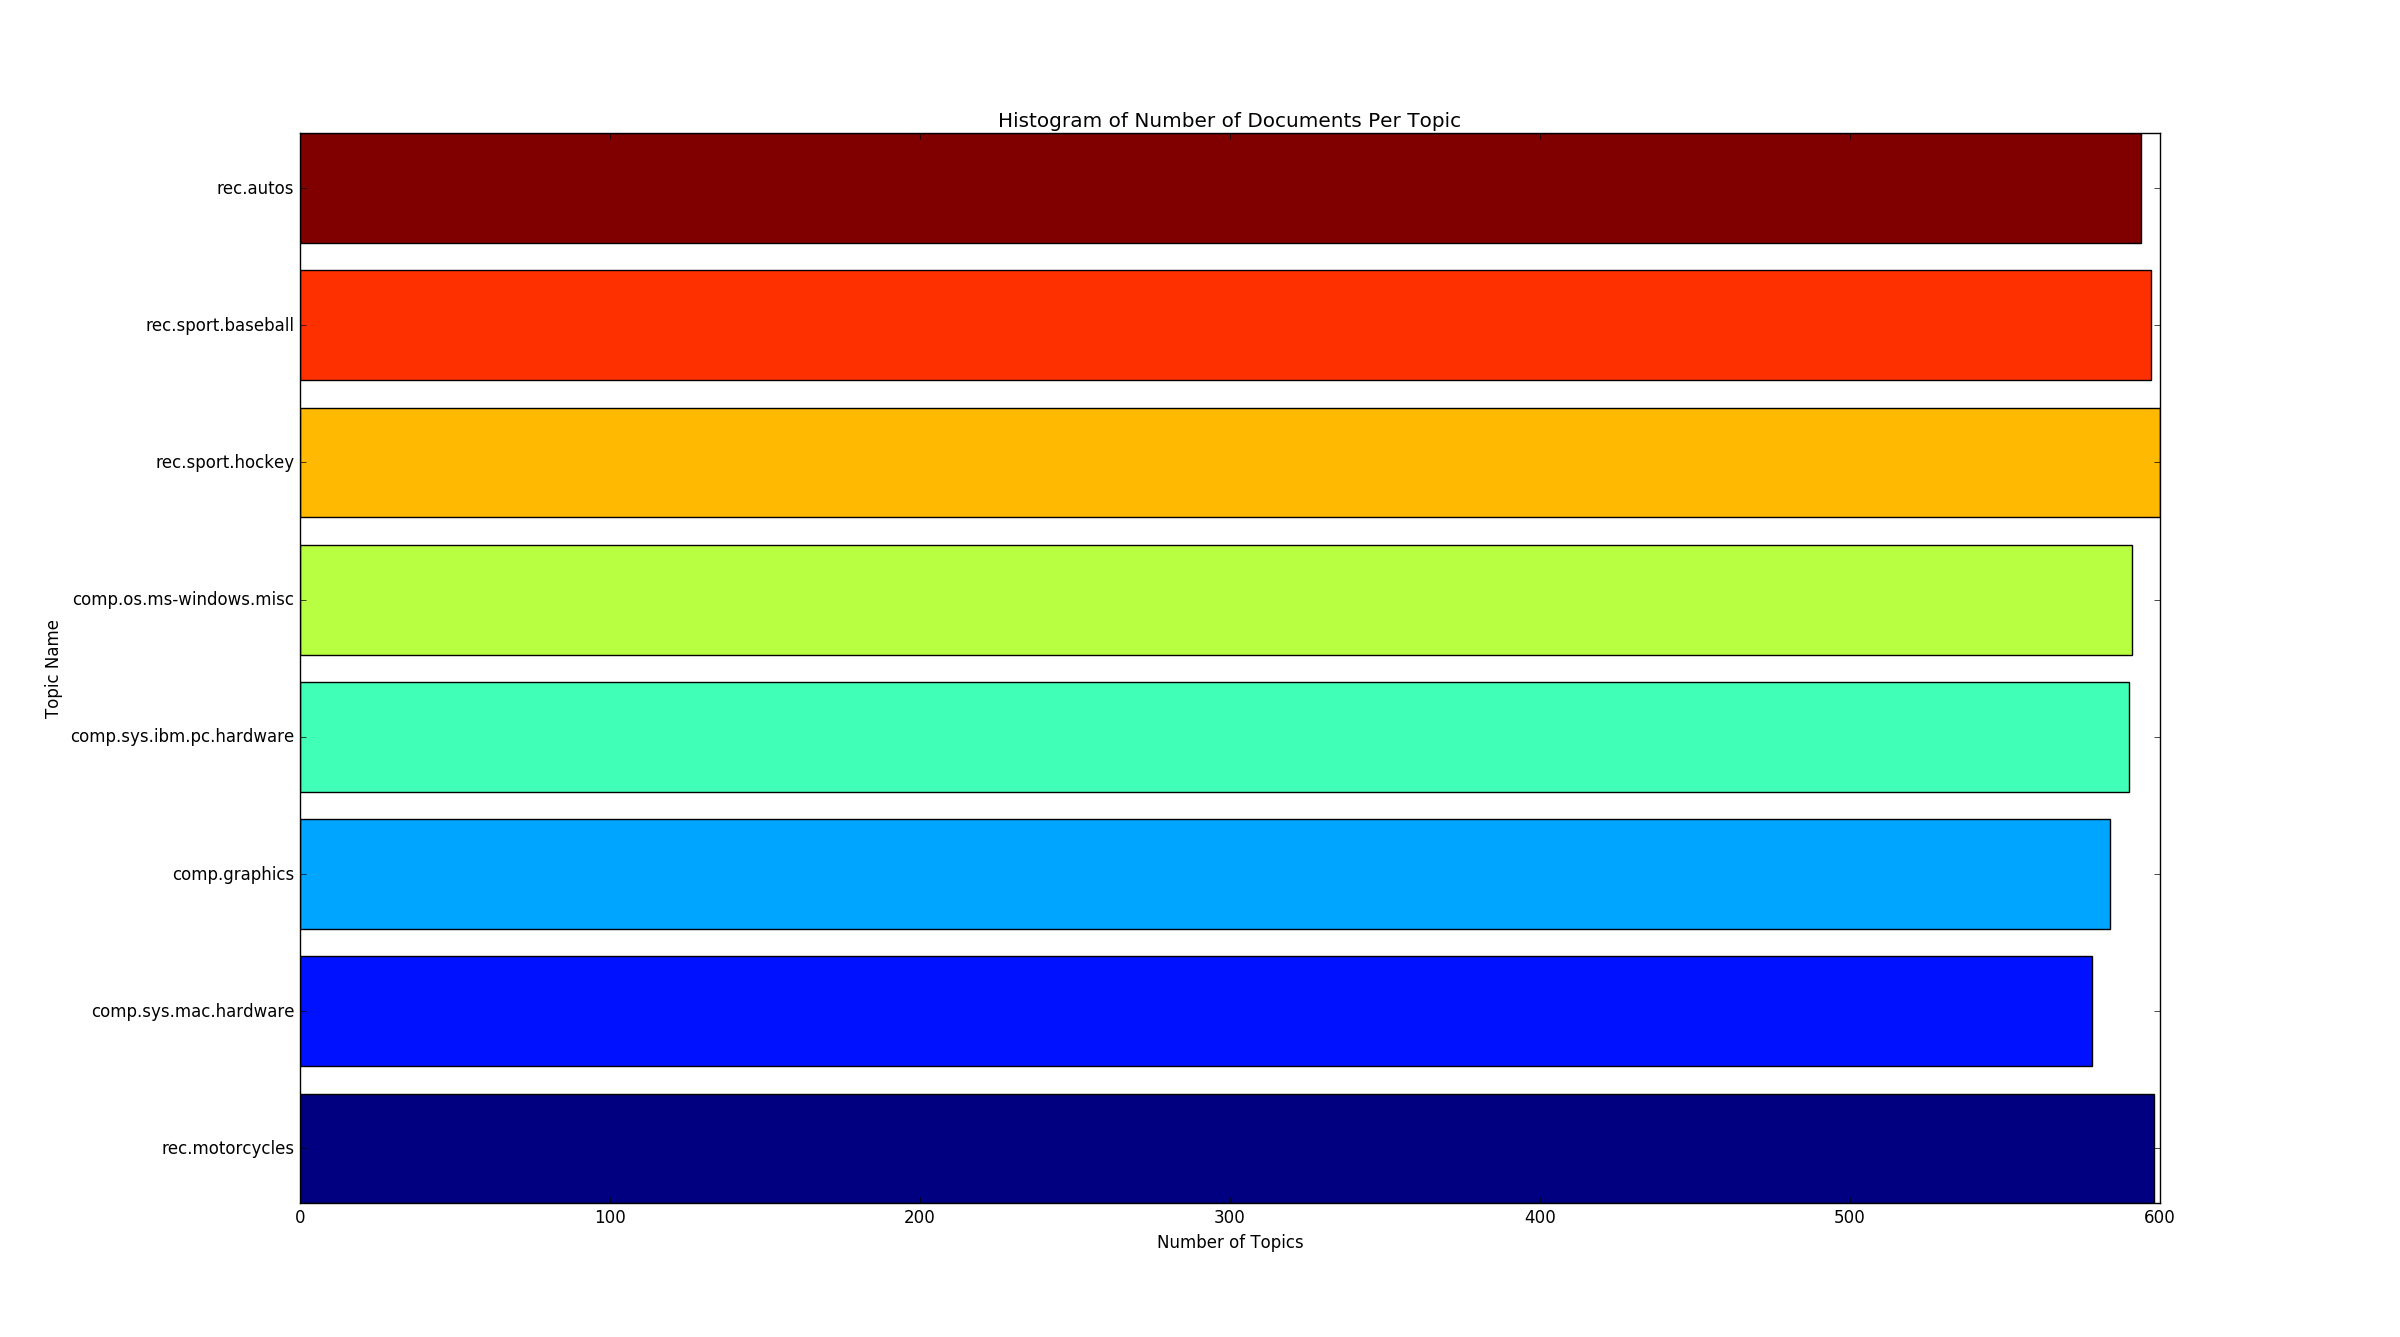 Histogram of Number of Documents Per Topic
rec.autos
rec.sport.baseball
rec.sport.hockey
comp.os.ms-windows.misc
Topic Name
comp.sys.ibm.pc.hardware
comp.graphics
comp.sys.mac.hardware
rec.motorcycles
0 100 200 300 400 500 600
Number of Topics